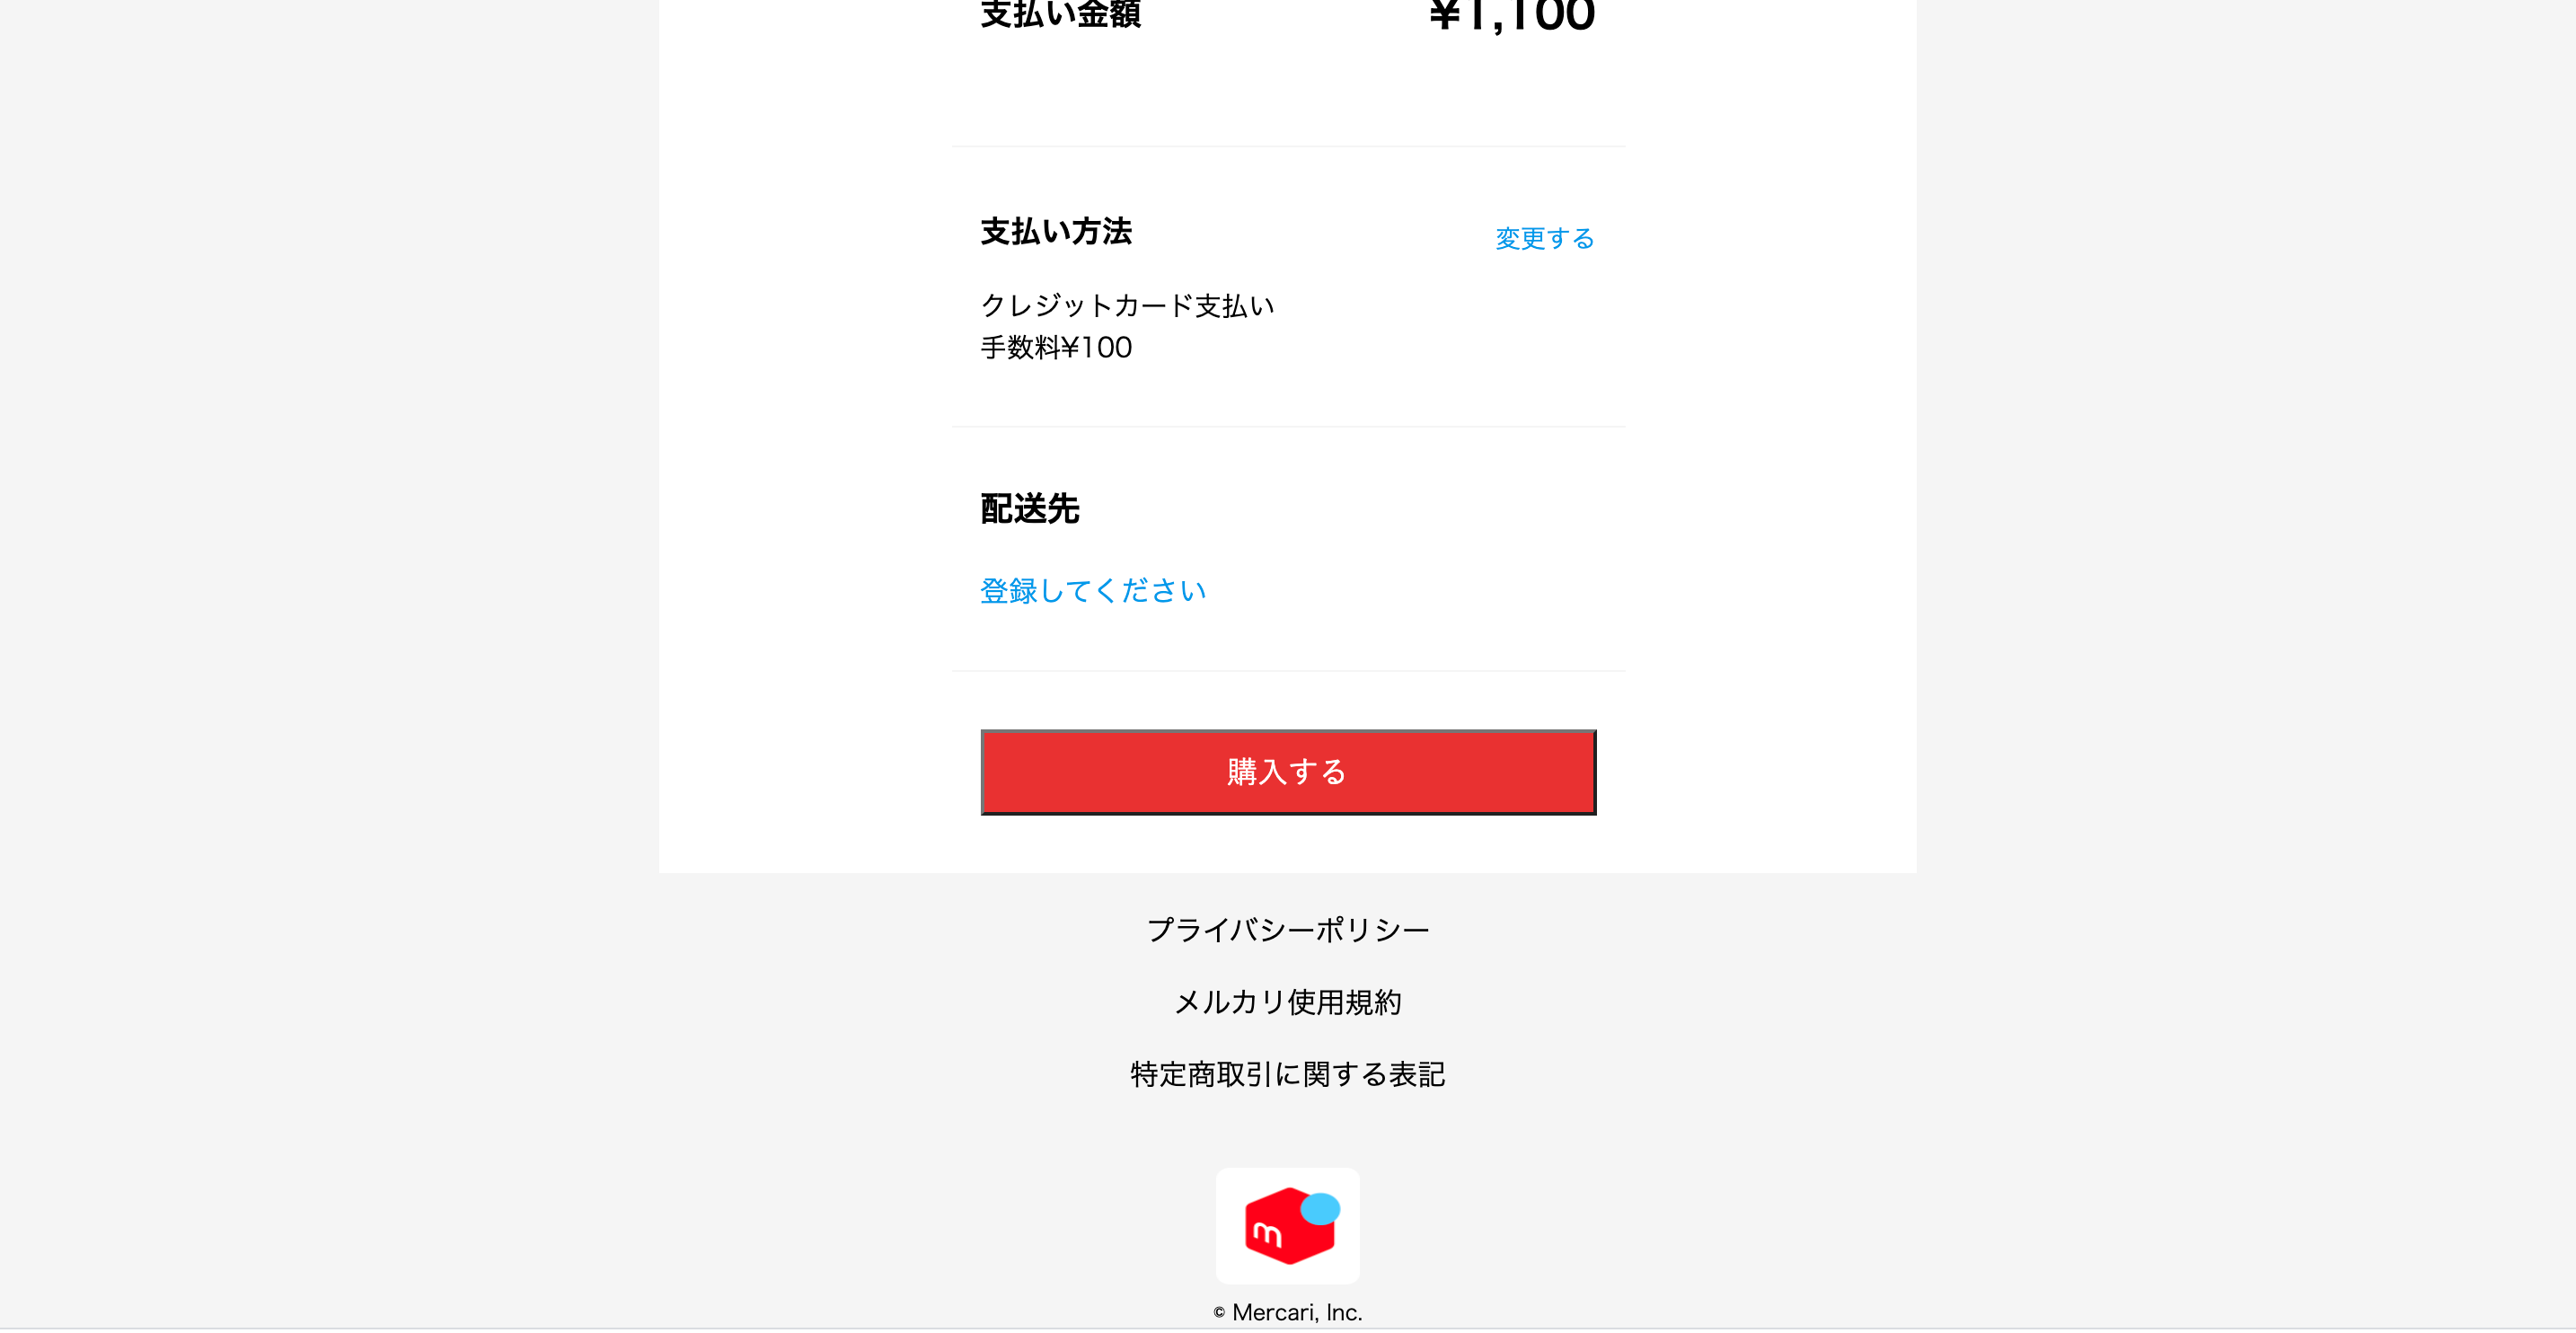 支払い金額
¥1,100
支払い方法
変更する
クレジットカード支払い
手数料¥100
配送先
登録してください
購入する
プライバシーポリシー
メルカリ使用規約
特定商取引に関する表記
m
© Mercari, Inc.